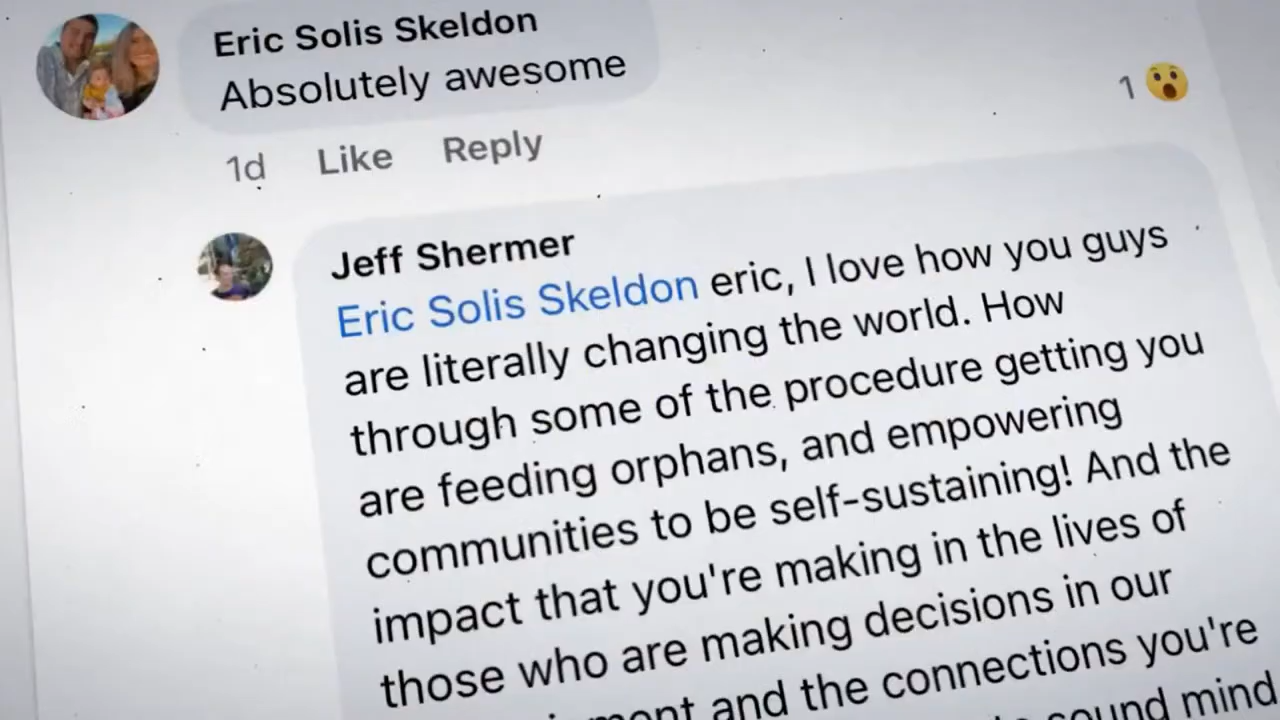 Eric Solis Skeldon
Absolutely awesome
1
1d Like Reply
Jeff Shermer
Eric Solis Skeldon eric, I love how you guys
are literally changing the world. How
through some of the procedure getting you
are feeding orphans, and empowering
communities to be self-sustaining! And the
impact that you're making in the lives of
those who are making decisions in our
and the connections you're
sound mind